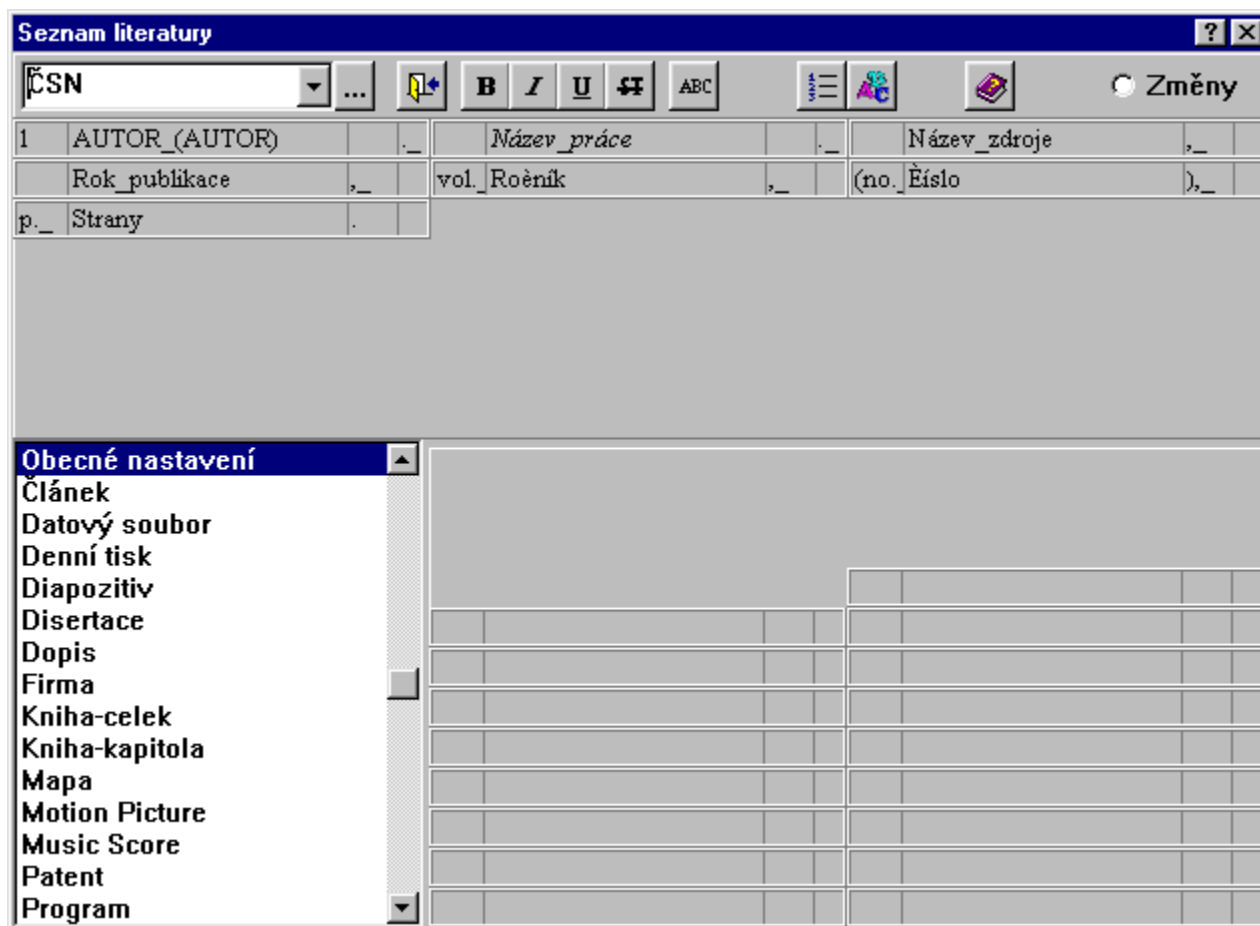 Seznam literatury ? ×
ČSN ... B I U ST ABC Změny
1 AUTOR_(AUTOR) ._ Název_práce ._ Název_zdroje ,_
Rok_publikace ,_ vol._ Roèník ,_ (no._ Èíslo ),_
p._ Strany .
Obecné nastavení
Článek
Datový soubor
Denní tisk
Diapozitiv
Disertace
Dopis
Firma
Kniha-celek
Kniha-kapitola
Mapa
Motion Picture
Music Score
Patent
Program